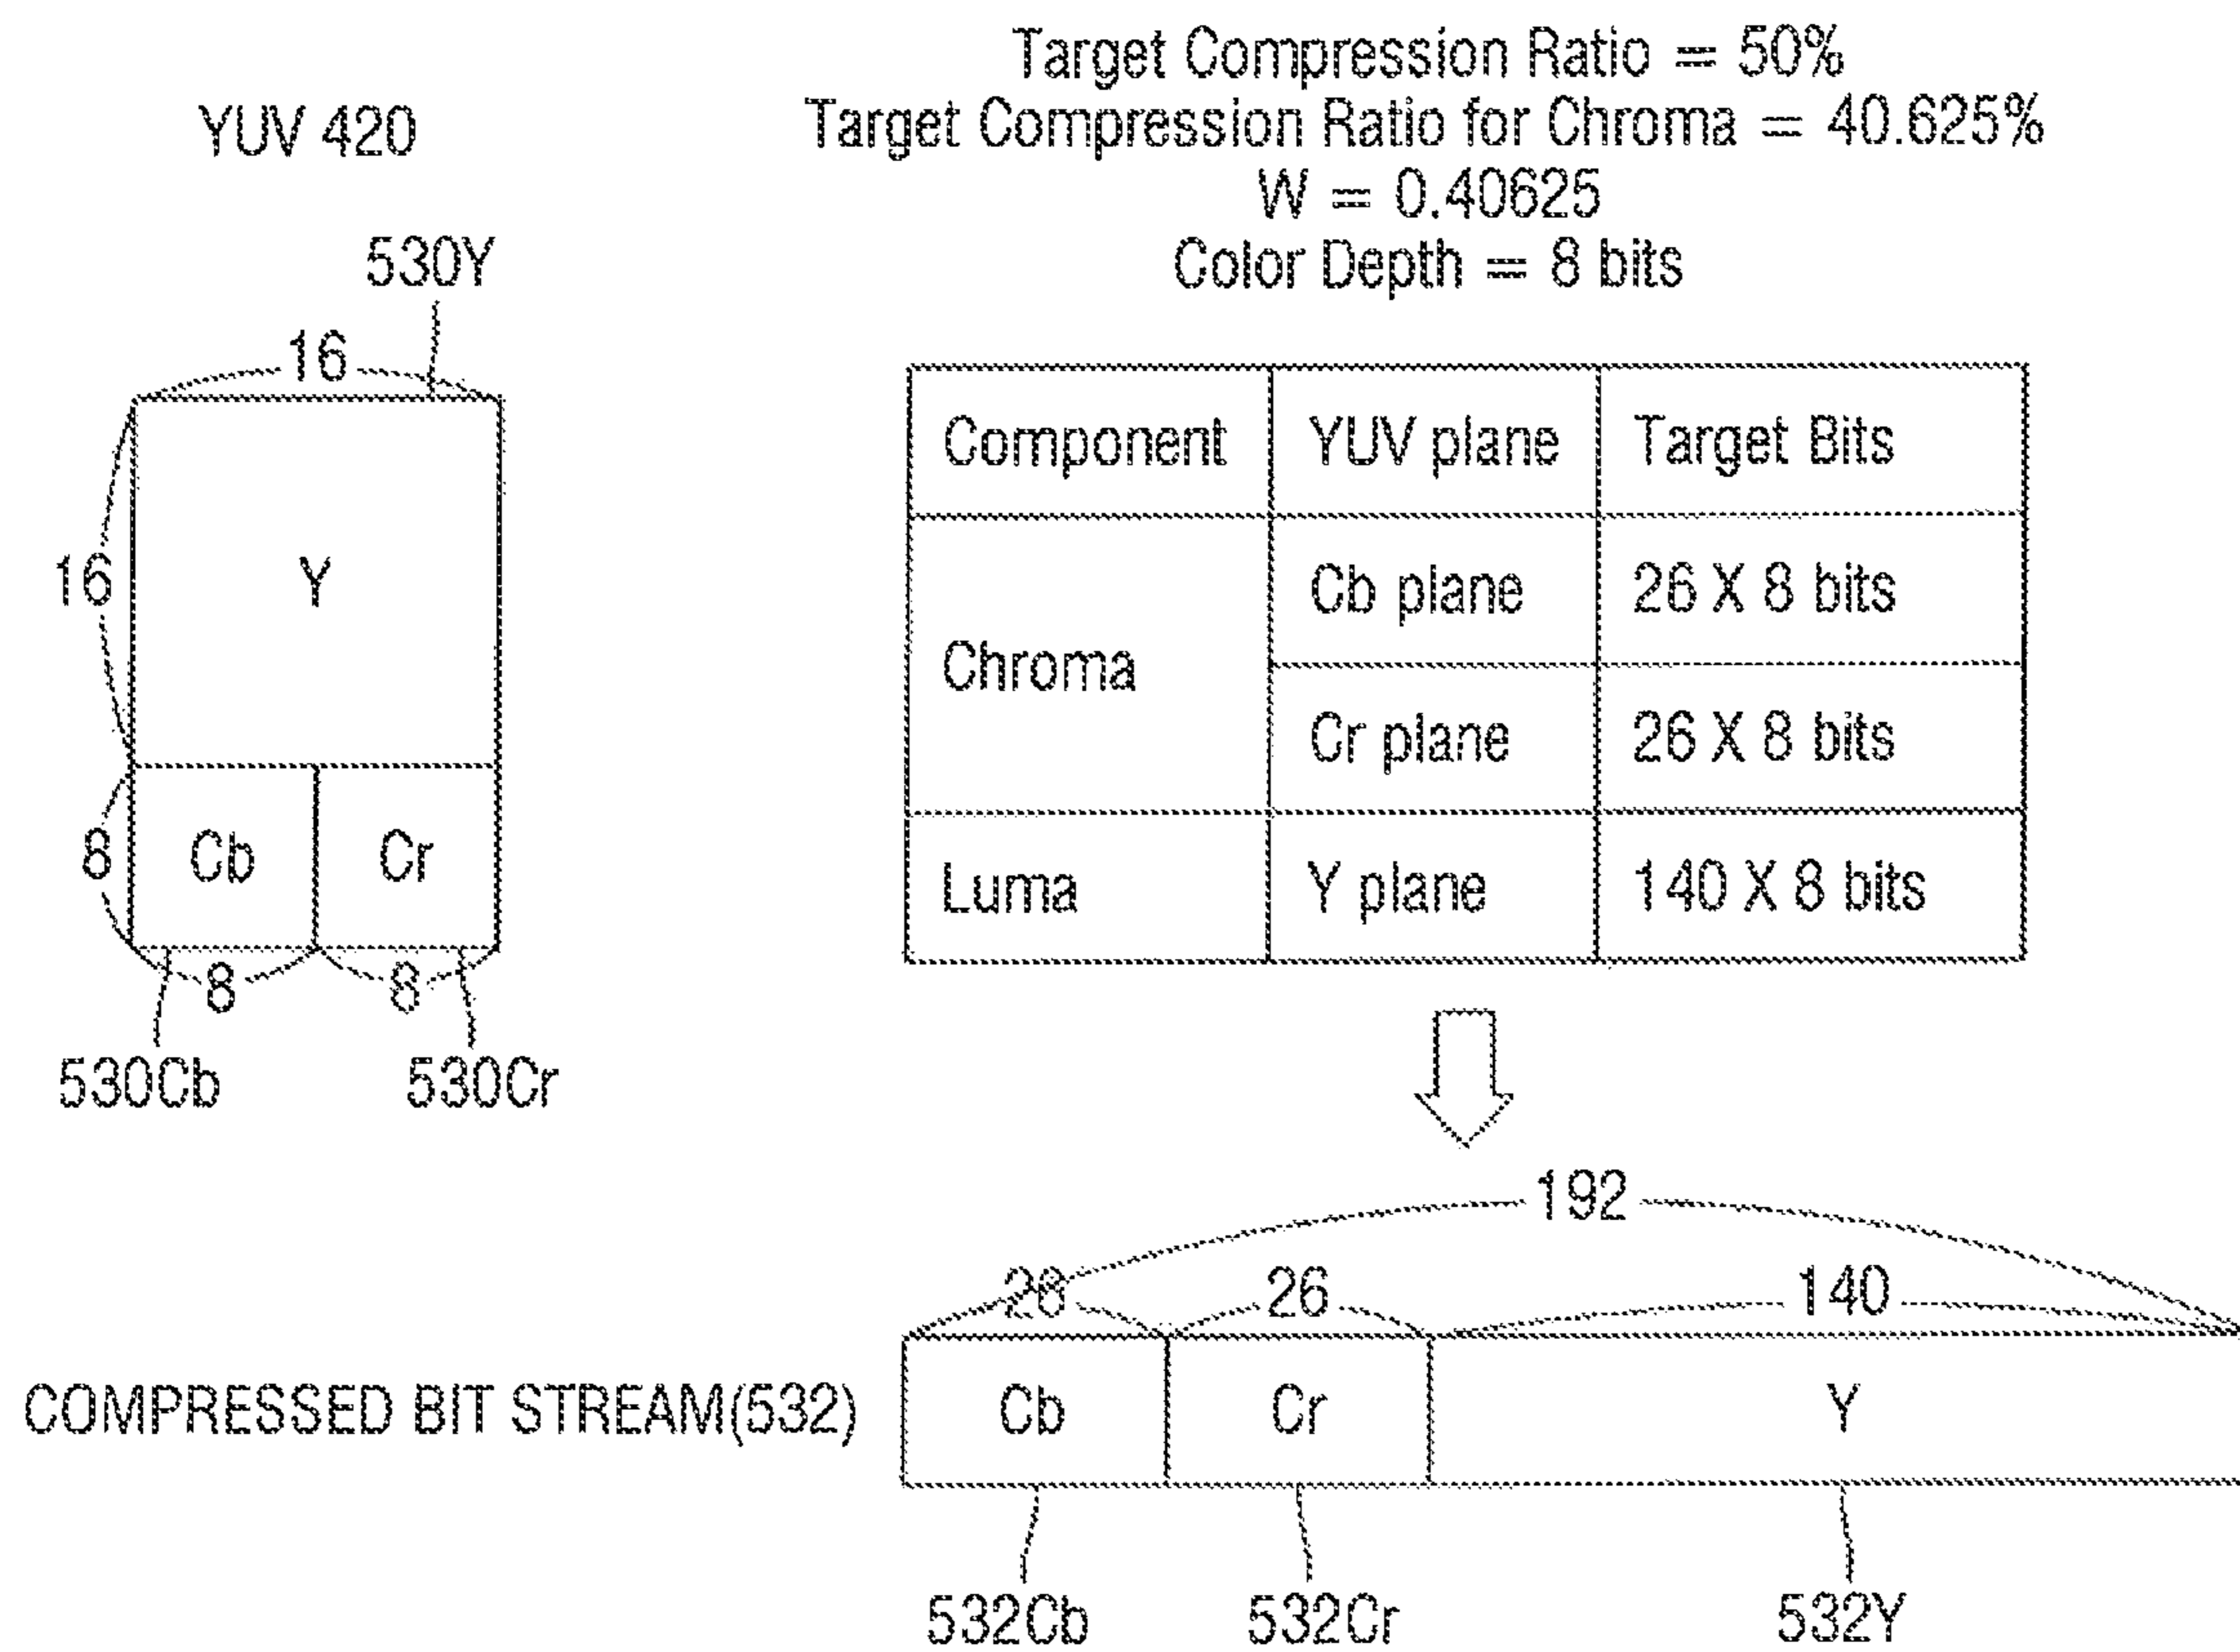 Target Compression Ratio = 50%
Target Compression Ratio for Chroma = 40.625%
W = 0.40625
Color Depth = 8 bits
YUV 420
530Y
16
16
Y
8
Cb
Cr
8
8
530Cb
530Cr
Component YUV plane Target Bits
Chroma
Cb plane 26 X 8 bits
Cr plane 26 X 8 bits
Luma Y plane 140 X 8 bits
192
26 26 140
COMPRESSED BIT STREAM(532) Cb Cr Y
532Cb 532Cr 532Y